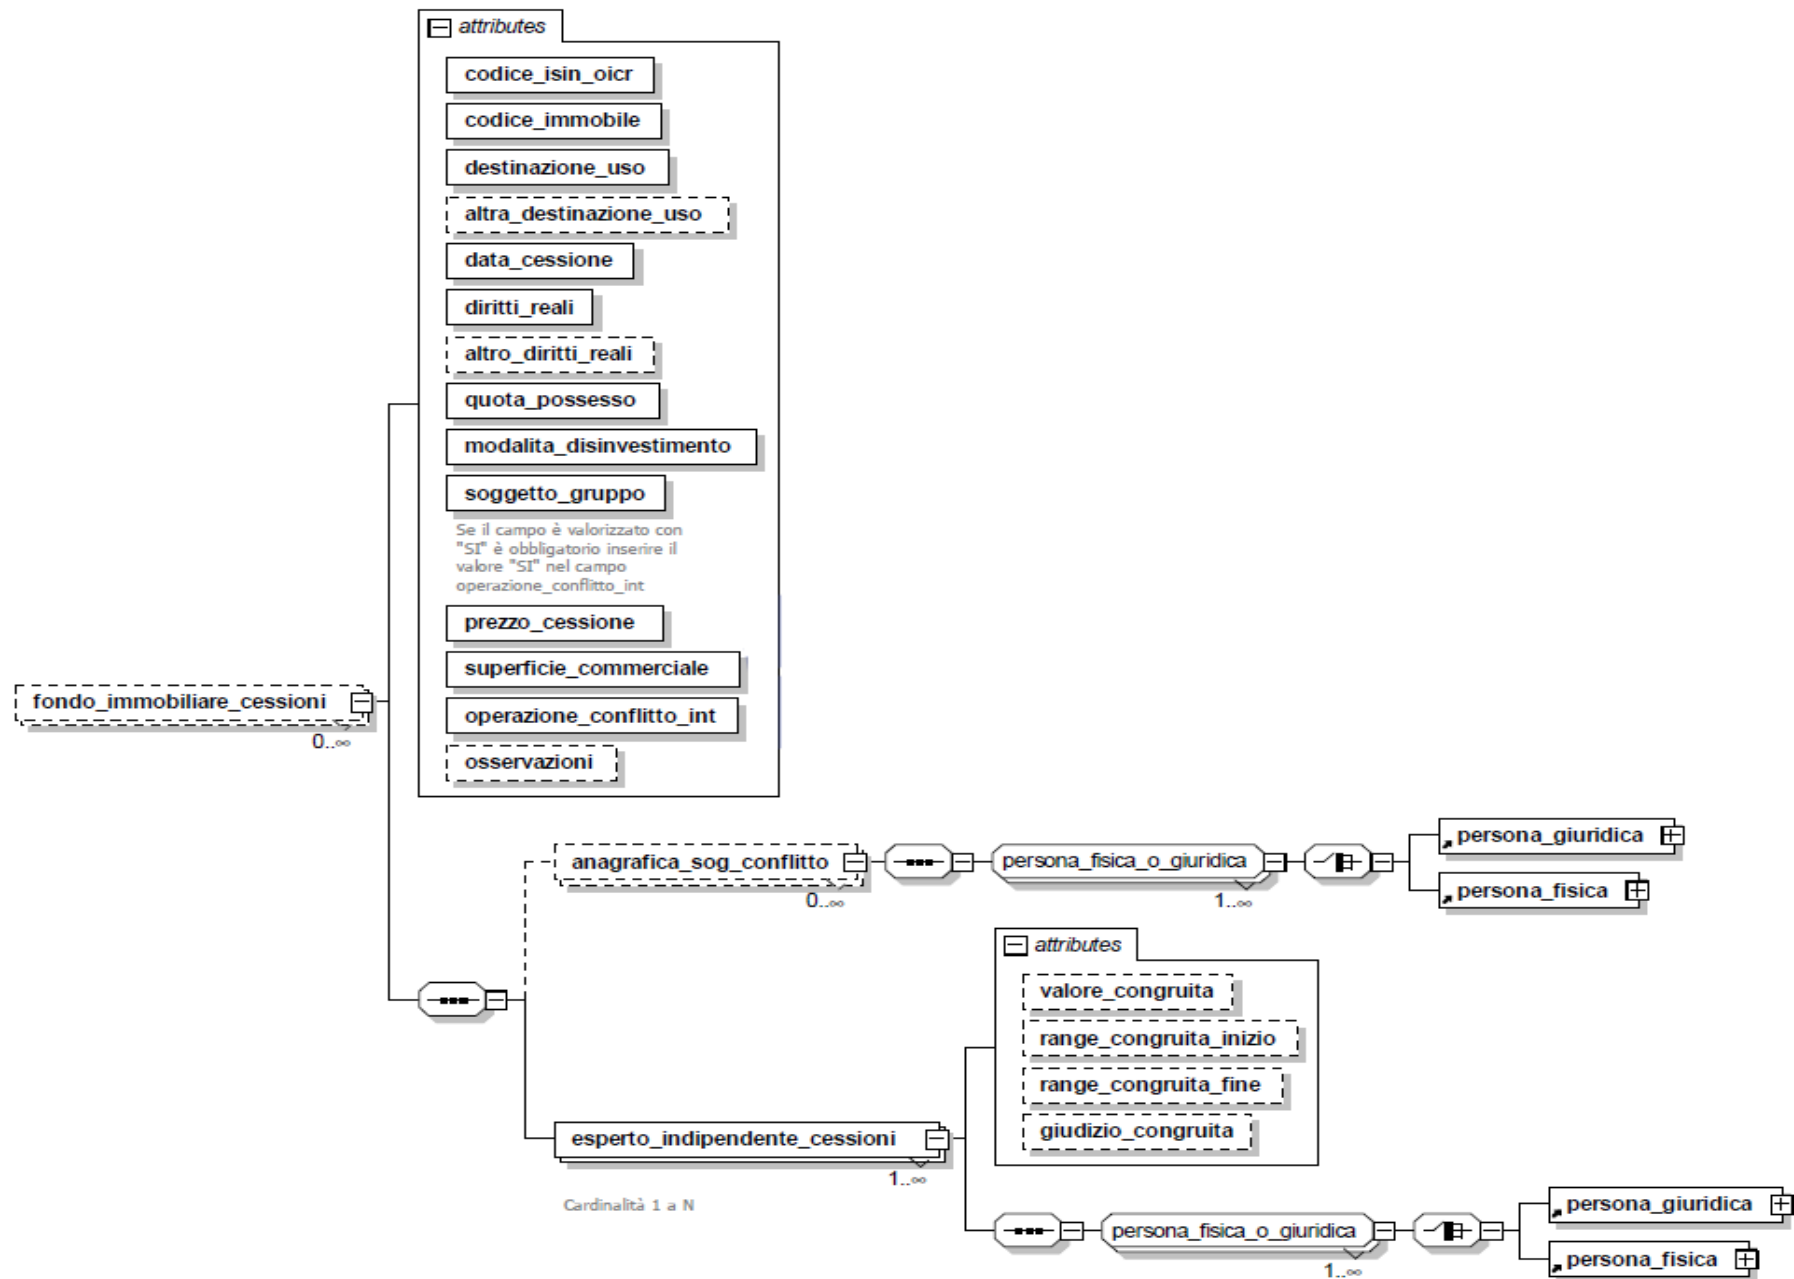 attributes
codice_isin_oicr
codice_immobile
destinazione_uso
altra_destinazione_uso
data_cessione
diritti_reali
altro_diritti_reali
quota_possesso
modalita_disinvestimento
soggetto_gruppo
Se il campo è valorizzato con
"SI" è obbligatorio inserire il
valore "SI" nel campo
operazione_conflitto_int
prezzo_cessione
superficie_commerciale
operazione_conflitto_int
osservazioni
fondo_immobiliare_cessioni
0..∞
anagrafica_sog_conflitto
0..∞
persona_fisica_o_giuridica
1..∞
persona_giuridica
persona_fisica
attributes
valore_congruita
range_congruita_inizio
range_congruita_fine
giudizio_congruita
esperto_indipendente_cessioni
1..∞
Cardinalità 1 a N
persona_fisica_o_giuridica
1..∞
persona_giuridica
persona_fisica